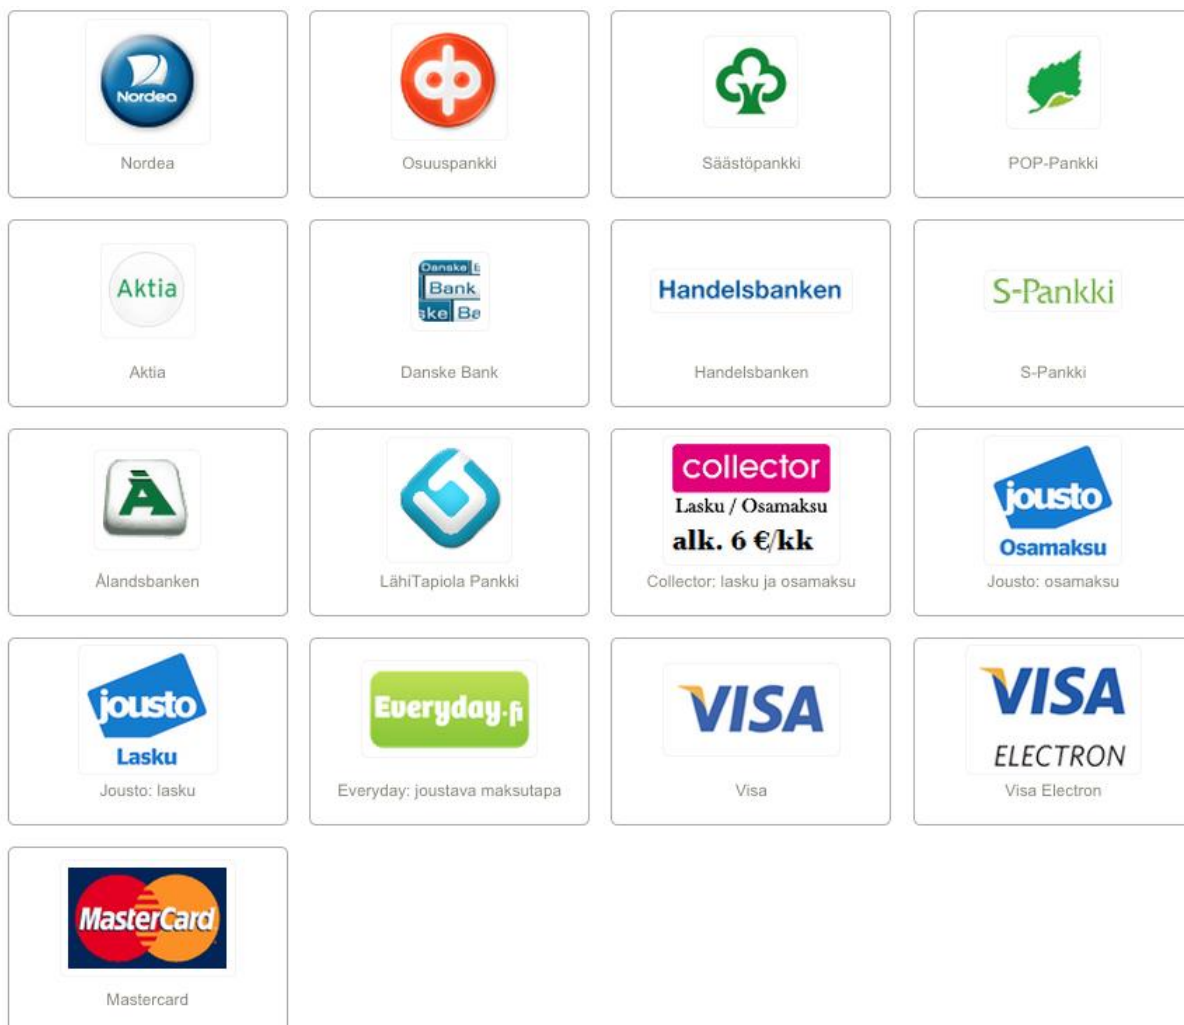 Nordea
Nordea
Osuuspankki
Säästöpankki
POP-Pankki
Aktia
Aktia
Danske
Bank
ske Ba
Danske Bank
Handelsbanken
Handelsbanken
S-Pankki
S-Pankki
Å
Ålandsbanken
LähiTapiola Pankki
collector
Lasku / Osamaksu
alk. 6 €/kk
Collector: lasku ja osamaksu
jousto
Osamaksu
Jousto: osamaksu
jousto
Lasku
Jousto: lasku
Everyday.fi
Everyday: joustava maksutapa
VISA
Visa
VISA
ELECTRON
Visa Electron
MasterCard
Mastercard